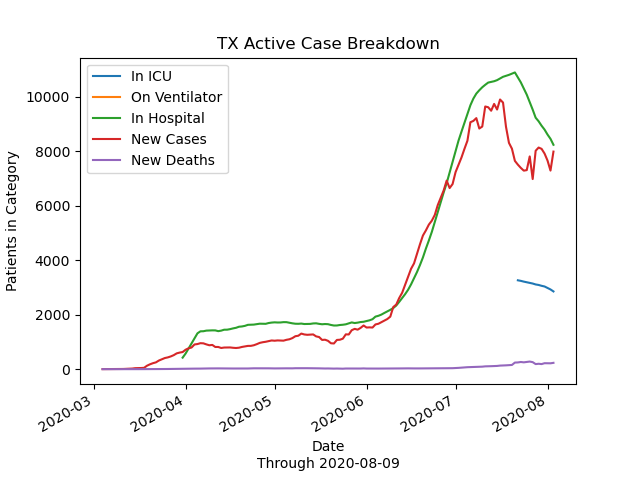 TX Active Case Breakdown
In ICU
On Ventilator
In Hospital
New Cases
New Deaths
Patients in Category
10000
8000
6000
4000
2000
0
2020-03
2020-04
2020-05
2020-06
2020-07
2020-08
Date
Through 2020-08-09